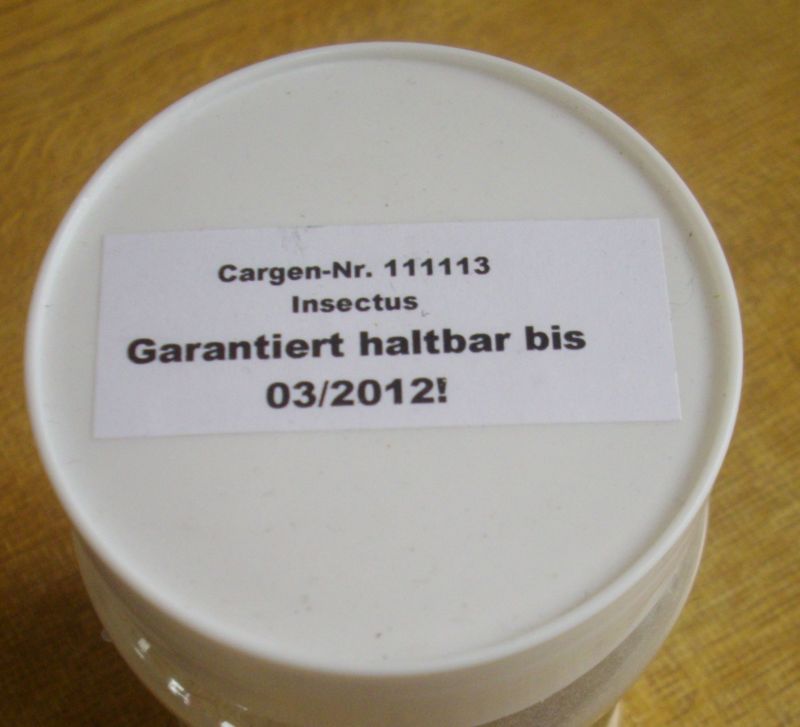 Cargen-Nr. 111113
Insectus
Garantiert haltbar bis
03/2012!